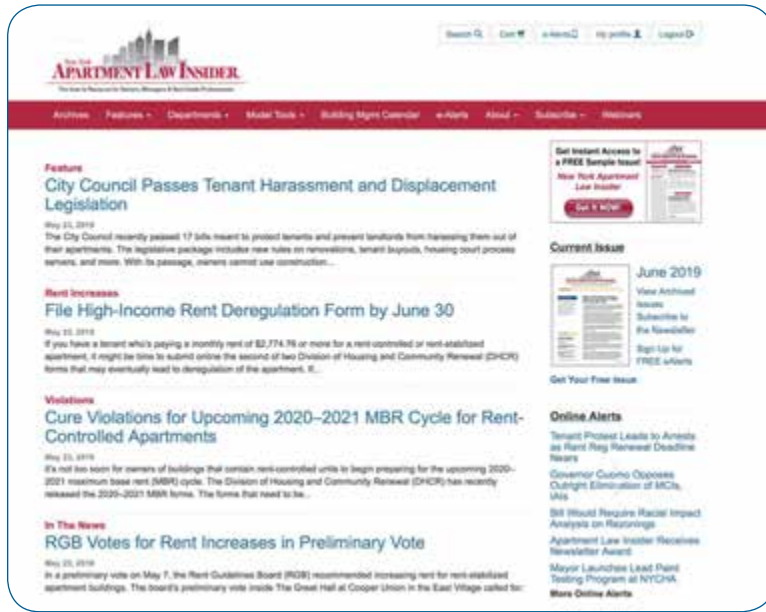 Search
Cart
e-Alerts
my profile
Logout
New York
APARTMENT LAW INSIDER
Archives
Features
Departments
Model Tools
Building Mgmt Calendar
e-Alerts
About
Subscribe
Webinars
Feature
City Council Passes Tenant Harassment and Displacement
Legislation
May 23, 2019
The City Council recently passed 17 bills meant to protect tenants and prevent landlords from harassing them out of
their apartments. The legislative package includes new rules on renovations, tenant buyouts, housing court process
servers, and more. With its passage, owners cannot use construction...
Rent Increases
File High-Income Rent Deregulation Form by June 30
May 23, 2019
If you have a tenant who's paying a monthly rent of $2,774.76 or more for a rent-controlled or rent-stabilized
apartment, it might be time to submit online the second of two Division of Housing and Community Renewal (DHCR)
forms that may eventually lead to deregulation of the apartment. If...
Violations
Cure Violations for Upcoming 2020–2021 MBR Cycle for Rent-
Controlled Apartments
May 23, 2019
It's not too soon for owners of buildings that contain rent-controlled units to begin preparing for the upcoming 2020–
2021 maximum base rent (MBR) cycle. The Division of Housing and Community Renewal (DHCR) has recently
released the 2020–2021 MBR forms. The forms that need to be...
In The News
RGB Votes for Rent Increases in Preliminary Vote
May 23, 2019
In a preliminary vote on May 7, the Rent Guidelines Board (RGB) recommended increasing rent for rent-stabilized
apartment buildings. The board's preliminary vote inside The Great Hall at Cooper Union in the East Village called for:
Get Instant Access to
a FREE Sample Issue!
New York Apartment
Law Insider
Get It NOW!
Current Issue
June 2019
View Archived
Issues
Subscribe to
the Newsletter
Sign Up for
FREE eAlerts
Get Your Free Issue
Online Alerts
Tenant Protest Leads to Arrests
as Rent Reg Renewal Deadline
Nears
Governor Cuomo Opposes
Outright Elimination of MCIs,
IAIs
Bill Would Require Racial Impact
Analysis on Rezonings
Apartment Law Insider Receives
Newsletter Award
Mayor Launches Lead Paint
Testing Program at NYCHA
More Online Alerts